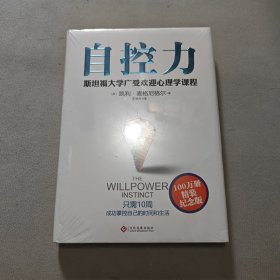 自控力
斯坦福大学广受欢迎心理学课程
[美] 凯利·麦格尼格尔 著
THE
WILLPOWER
INSTINCT
只需10周
成功掌控自己的时间和生活
100万册
精装
纪念版